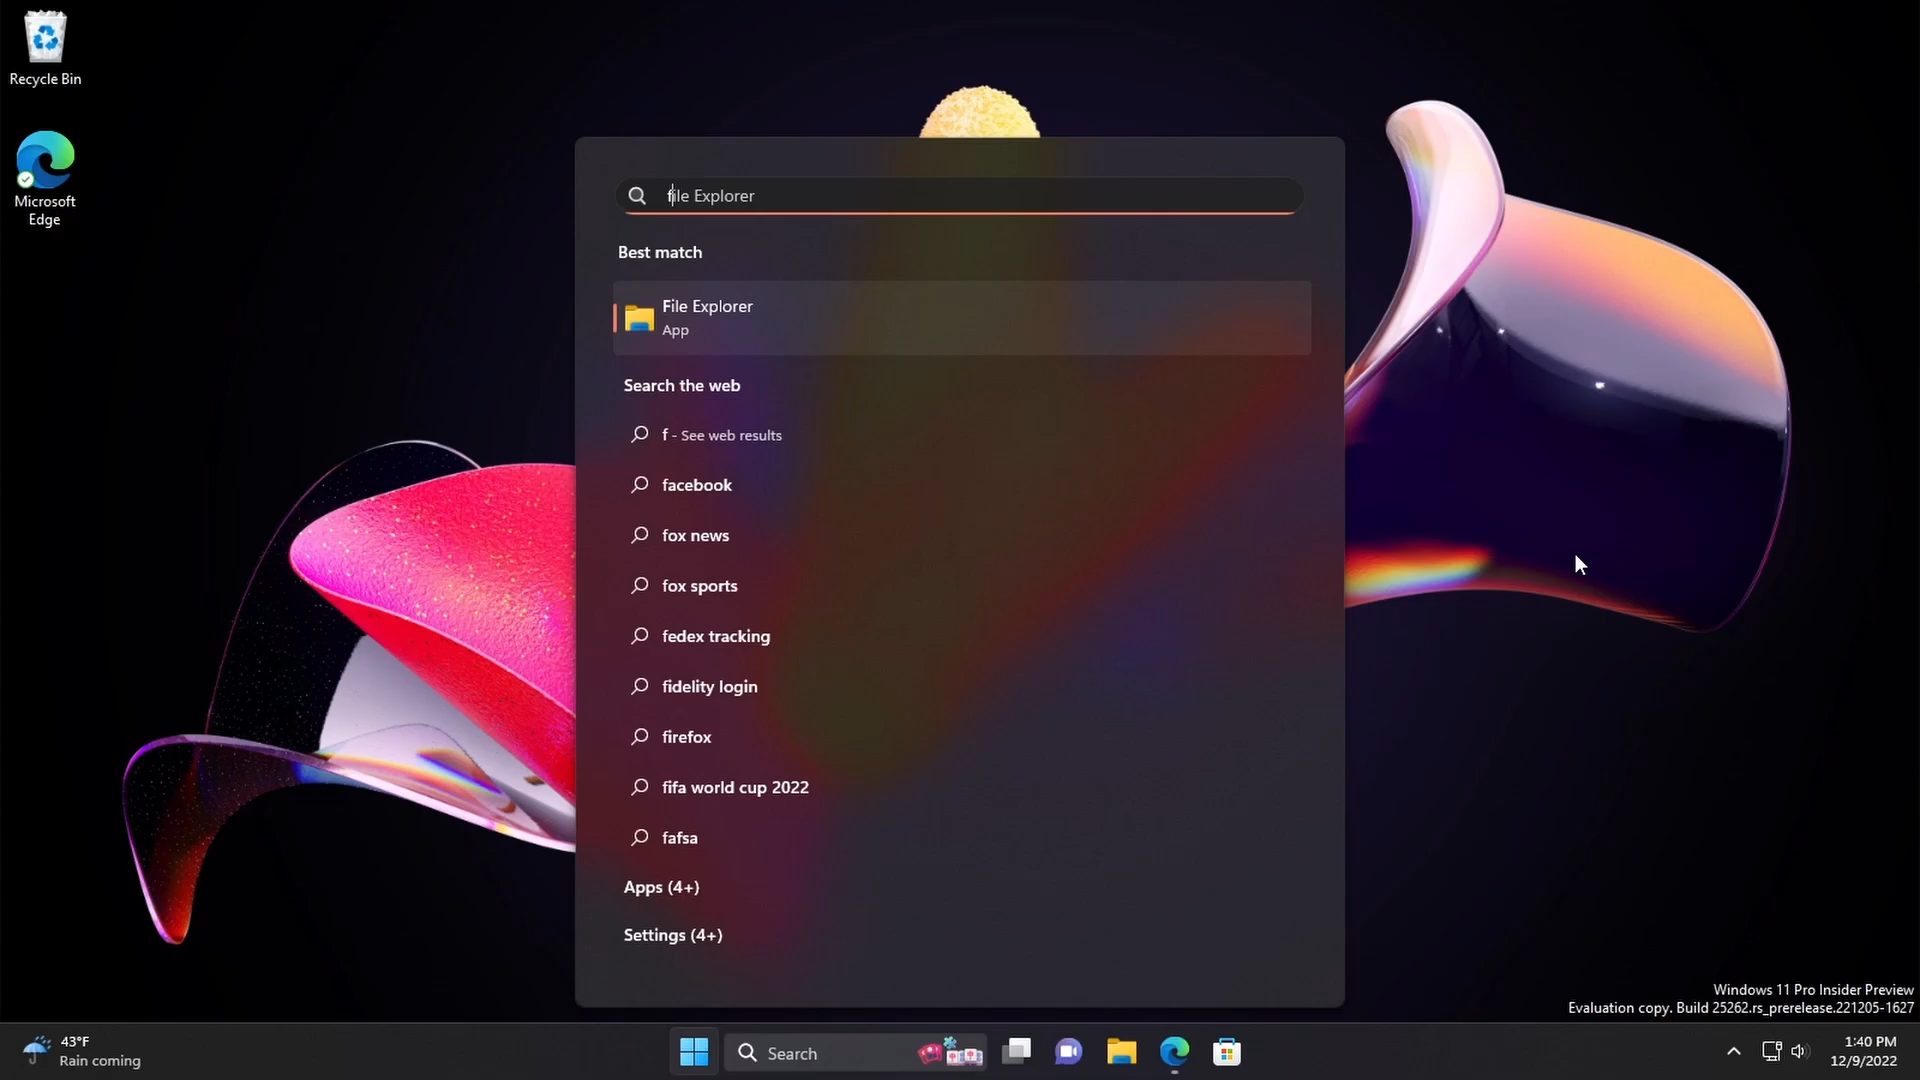 Recycle Bin
Microsoft
Edge
file Explorer
Best match
File Explorer
App
Search the web
f - See web results
facebook
fox news
fox sports
fedex tracking
fidelity login
firefox
fifa world cup 2022
fafsa
Apps (4+)
Settings (4+)
Windows 11 Pro Insider Preview
Evaluation copy. Build 25262.rs_prerelease.221205-1627
43°F
Rain coming
Search
1:40 PM
12/9/2022